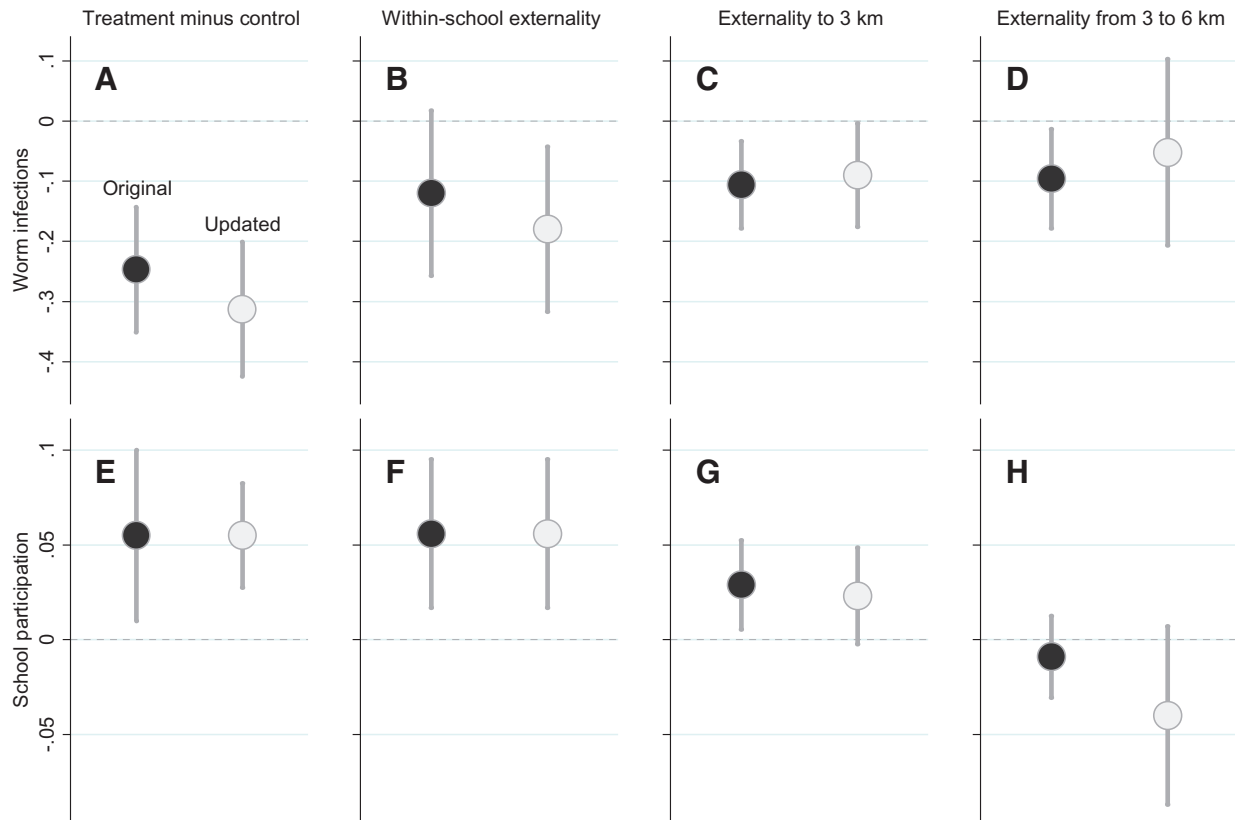 Treatment minus control
Within-school externality
Externality to 3 km
Externality from 3 to 6 km
Worm infections
.1
0
-.1
-.2
-.3
-.4
A
Original
Updated
B
C
D
School participation
.1
.05
0
-.05
E
F
G
H